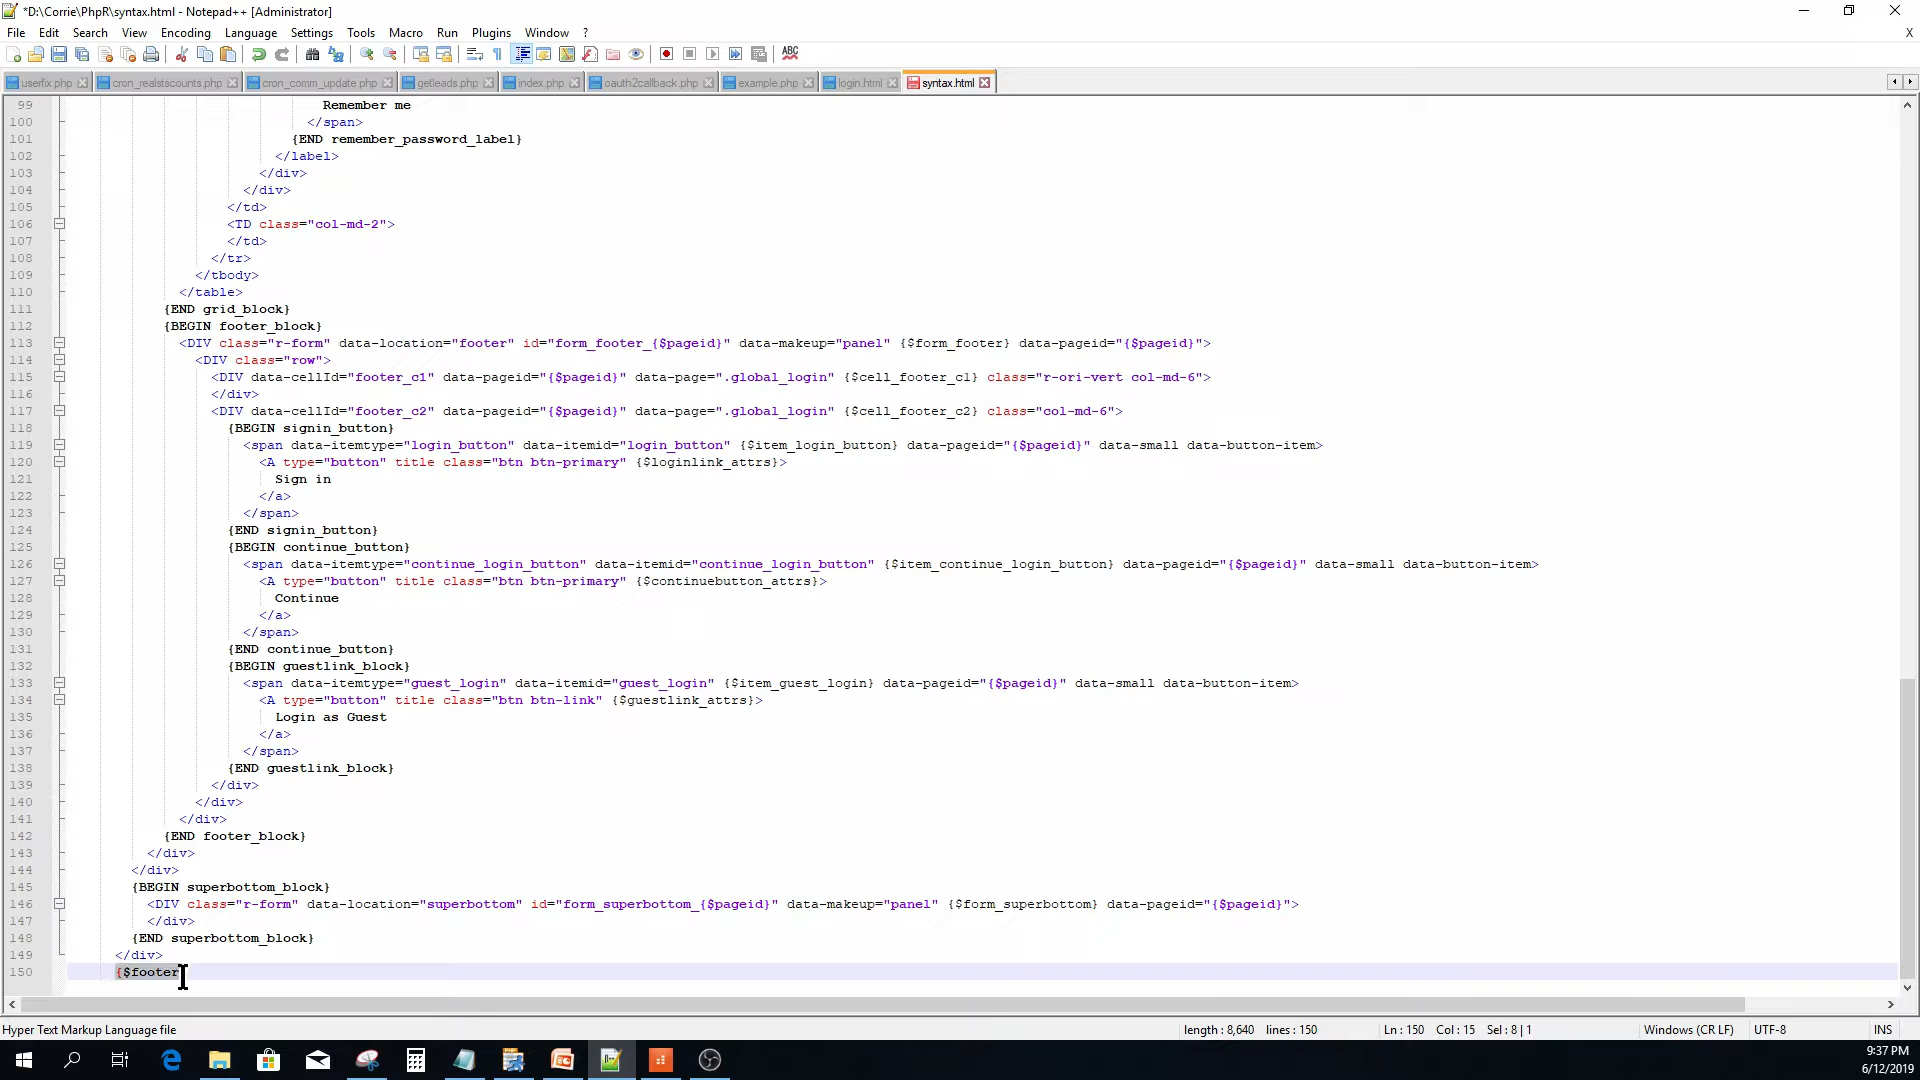 *D:\Corrie\PhpR\syntax.html - Notepad++ [Administrator]
File Edit Search View Encoding Language Settings Tools Macro Run Plugins Window ? X
userfix.php cron_realstscounts.php cron_comm_update.php getleads.php index.php oauth2callback.php example.php login.html syntax.html
99 Remember me
100 </span>
101 {END remember_password_label}
102 </label>
103 </div>
104 </div>
105 </td>
106 <TD class="col-md-2">
107 </td>
108 </tr>
109 </tbody>
110 </table>
111 {END grid_block}
112 {BEGIN footer_block}
113 <DIV class="r-form" data-location="footer" id="form_footer_{$pageid}" data-makeup="panel" {$form_footer} data-pageid="{$pageid}">
114 <DIV class="row">
115 <DIV data-cellId="footer_c1" data-pageid="{$pageid}" data-page=".global_login" {$cell_footer_c1} class="r-ori-vert col-md-6">
116 </div>
117 <DIV data-cellId="footer_c2" data-pageid="{$pageid}" data-page=".global_login" {$cell_footer_c2} class="col-md-6">
118 {BEGIN signin_button}
119 <span data-itemtype="login_button" data-itemid="login_button" {$item_login_button} data-pageid="{$pageid}" data-small data-button-item>
120 <A type="button" title class="btn btn-primary" {$loginlink_attrs}>
121 Sign in
122 </a>
123 </span>
124 {END signin_button}
125 {BEGIN continue_button}
126 <span data-itemtype="continue_login_button" data-itemid="continue_login_button" {$item_continue_login_button} data-pageid="{$pageid}" data-small data-button-item>
127 <A type="button" title class="btn btn-primary" {$continuebutton_attrs}>
128 Continue
129 </a>
130 </span>
131 {END continue_button}
132 {BEGIN guestlink_block}
133 <span data-itemtype="guest_login" data-itemid="guest_login" {$item_guest_login} data-pageid="{$pageid}" data-small data-button-item>
134 <A type="button" title class="btn btn-link" {$guestlink_attrs}>
135 Login as Guest
136 </a>
137 </span>
138 {END guestlink_block}
139 </div>
140 </div>
141 </div>
142 {END footer_block}
143 </div>
144 </div>
145 {BEGIN superbottom_block}
146 <DIV class="r-form" data-location="superbottom" id="form_superbottom_{$pageid}" data-makeup="panel" {$form_superbottom} data-pageid="{$pageid}">
147 </div>
148 {END superbottom_block}
149 </div>
150 {$footer
Hyper Text Markup Language file length : 8,640 lines : 150 Ln : 150 Col : 15 Sel : 8 | 1 Windows (CR LF) UTF-8 INS
9:37 PM
6/12/2019